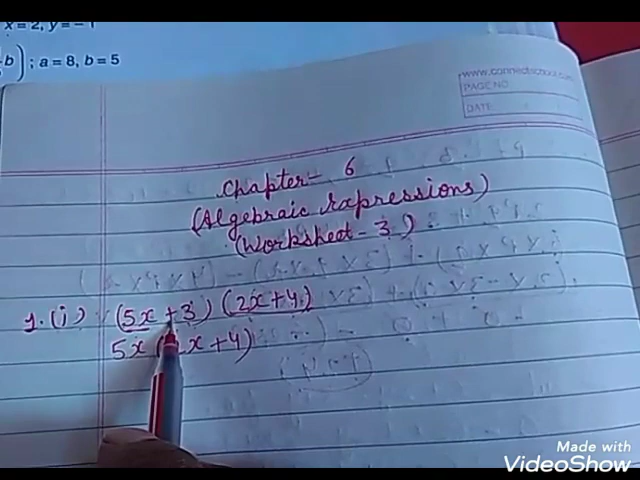 x = 2, y = -1
b); a = 8, b = 5
www.connectschool.com
PAGE NO
DATE:
Chapter - 6
(Algebraic Expressions)
(Worksheet - 3)
1. (i) (5x + 3) (2x + 4)
5x (2x + 4)
Made with
VideoShow